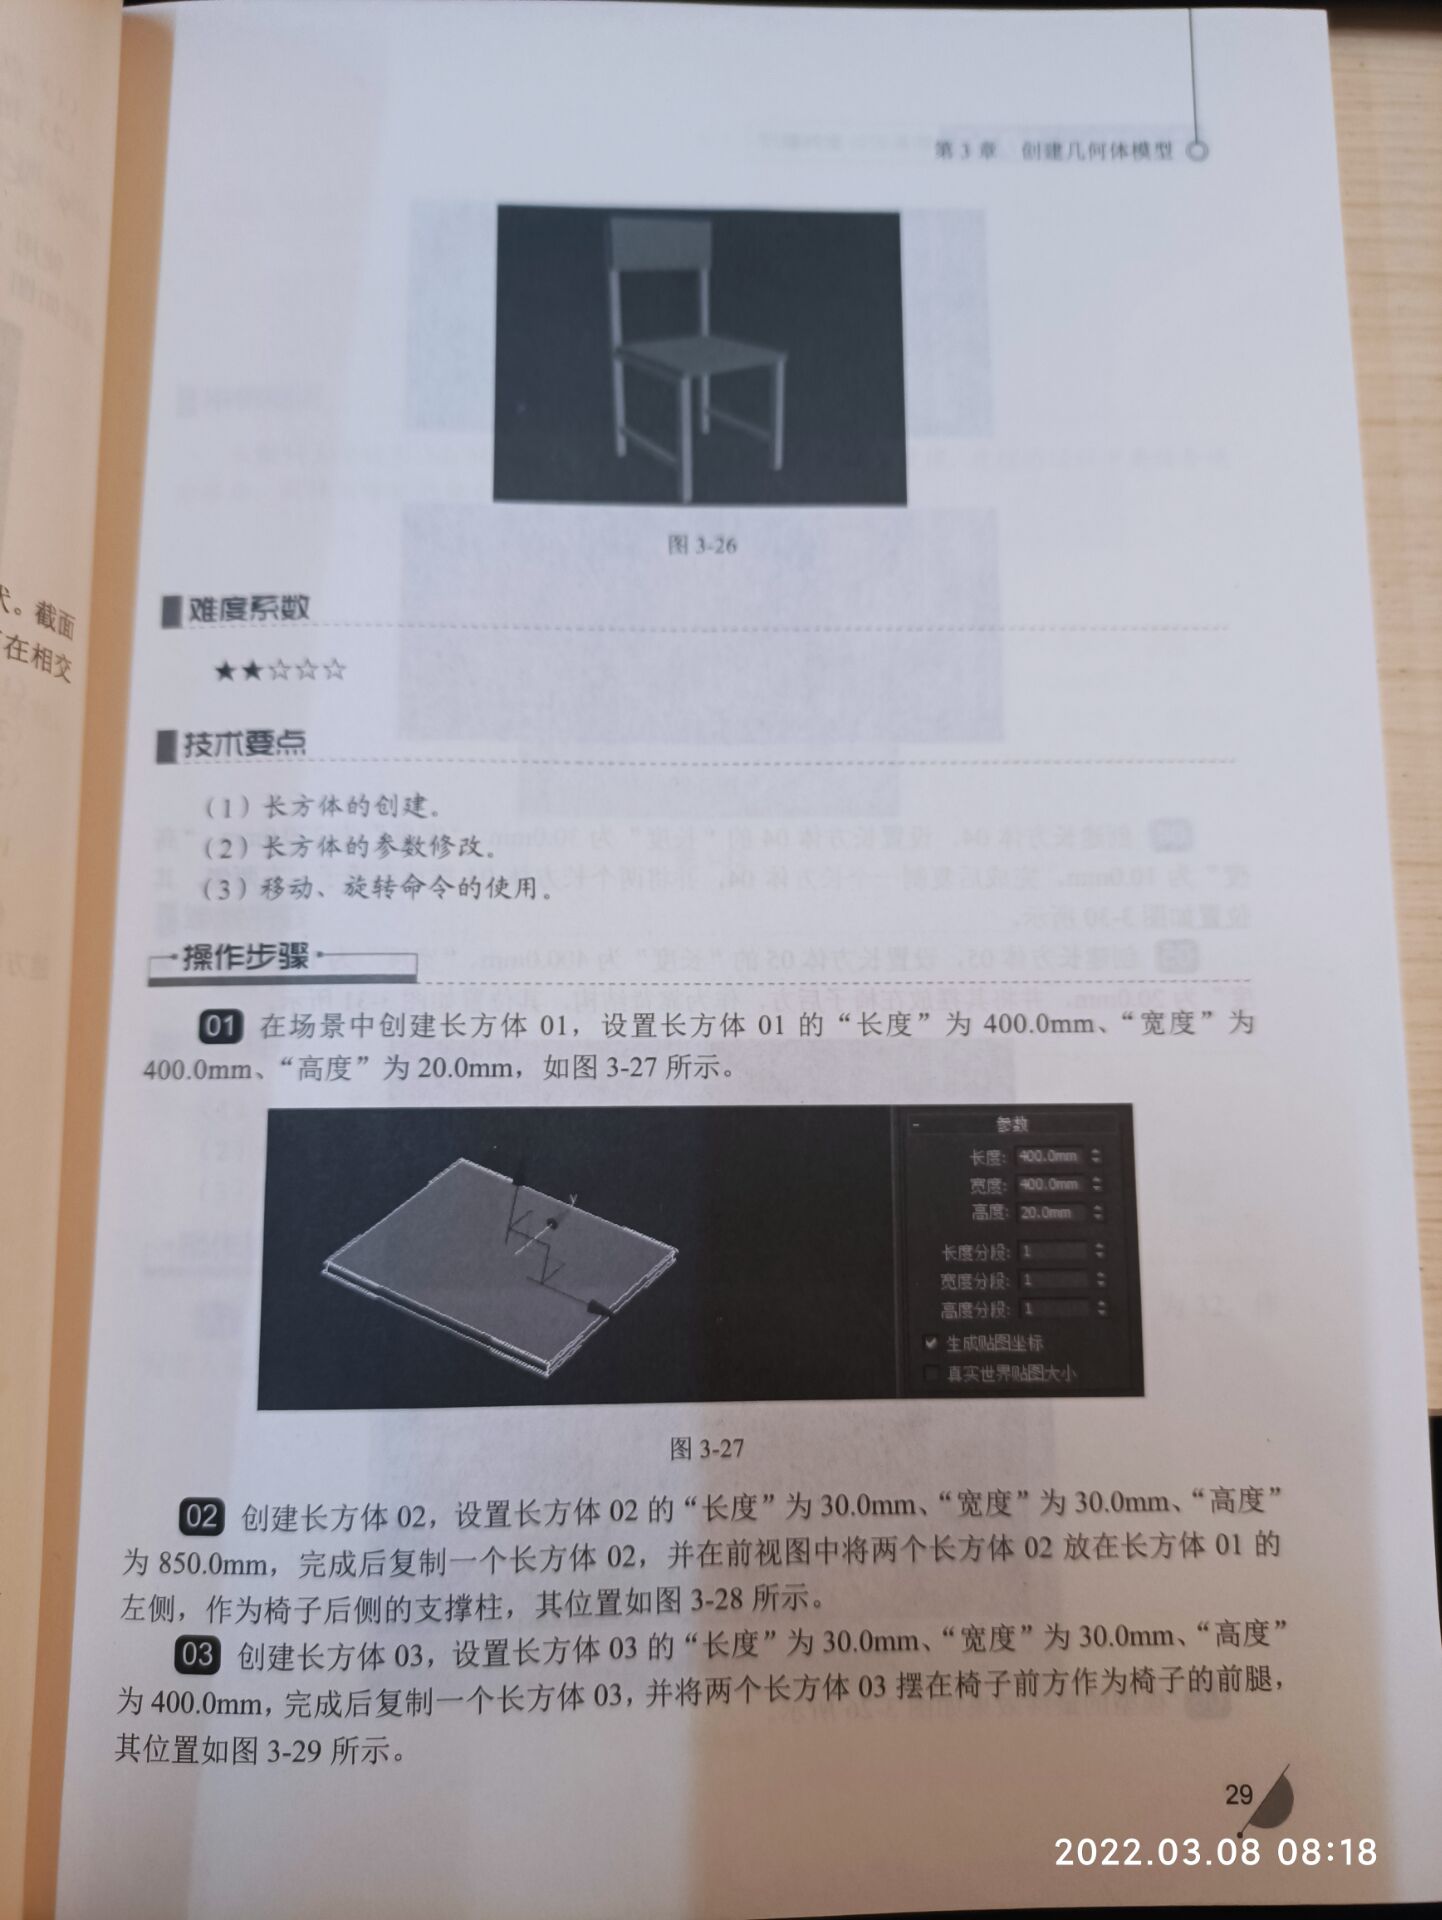 第 3 章 创建几何体模型
图 3-26
状。截面
在相交
难度系数
★★☆☆☆
技术要点
（1）长方体的创建。
（2）长方体的参数修改。
（3）移动、旋转命令的使用。
操作步骤
01 在场景中创建长方体 01，设置长方体 01 的“长度”为 400.0mm、“宽度”为
400.0mm、“高度”为 20.0mm，如图 3-27 所示。
y
参数
长度: 400.0mm
宽度: 400.0mm
高度: 20.0mm
长度分段: 1
宽度分段: 1
高度分段: 1
生成贴图坐标
真实世界贴图大小
图 3-27
02 创建长方体 02，设置长方体 02 的“长度”为 30.0mm、“宽度”为 30.0mm、“高度”
为 850.0mm，完成后复制一个长方体 02，并在前视图中将两个长方体 02 放在长方体 01 的
左侧，作为椅子后侧的支撑柱，其位置如图 3-28 所示。
03 创建长方体 03，设置长方体 03 的“长度”为 30.0mm、“宽度”为 30.0mm、“高度”
为 400.0mm，完成后复制一个长方体 03，并将两个长方体 03 摆在椅子前方作为椅子的前腿，
其位置如图 3-29 所示。
29
2022.03.08 08:18